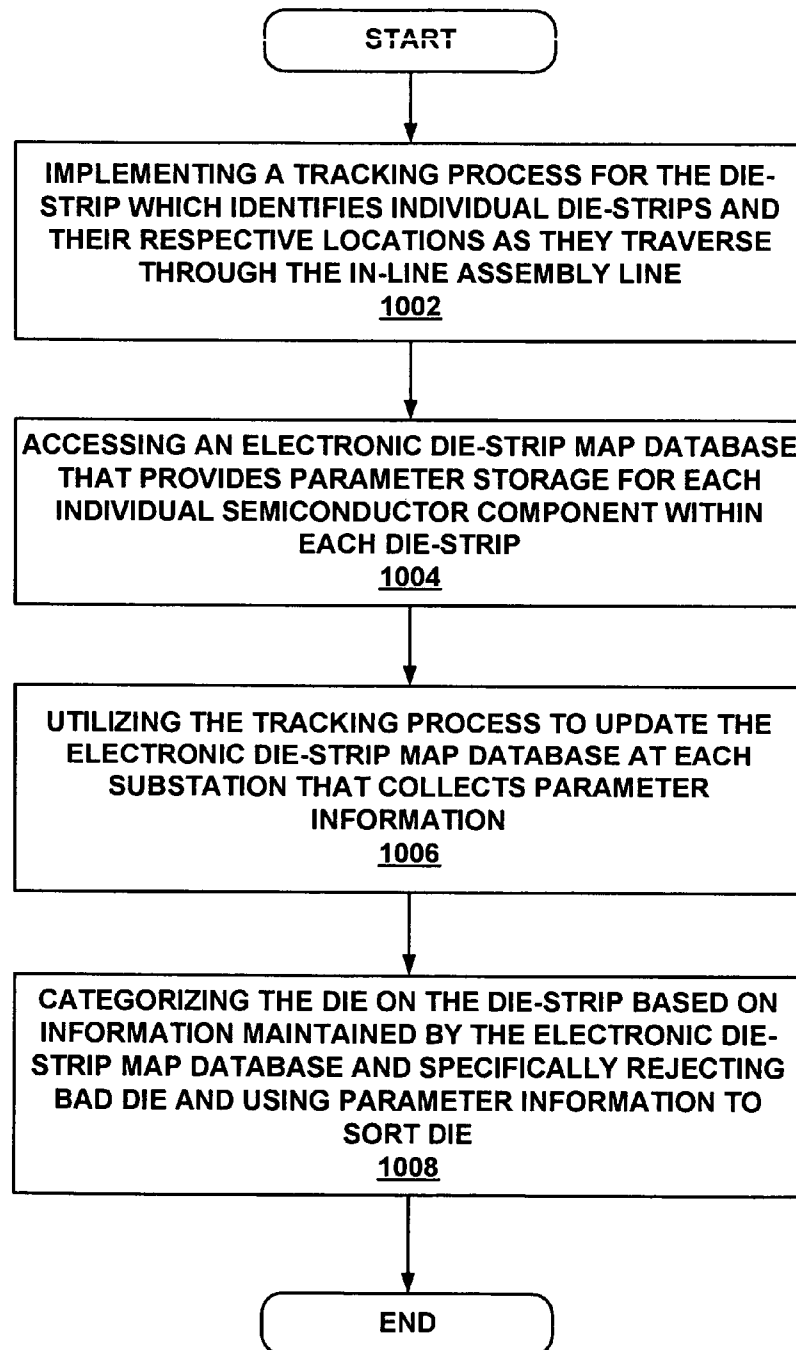 START
IMPLEMENTING A TRACKING PROCESS FOR THE DIE-
STRIP WHICH IDENTIFIES INDIVIDUAL DIE-STRIPS AND
THEIR RESPECTIVE LOCATIONS AS THEY TRAVERSE
THROUGH THE IN-LINE ASSEMBLY LINE
1002
ACCESSING AN ELECTRONIC DIE-STRIP MAP DATABASE
THAT PROVIDES PARAMETER STORAGE FOR EACH
INDIVIDUAL SEMICONDUCTOR COMPONENT WITHIN
EACH DIE-STRIP
1004
UTILIZING THE TRACKING PROCESS TO UPDATE THE
ELECTRONIC DIE-STRIP MAP DATABASE AT EACH
SUBSTATION THAT COLLECTS PARAMETER
INFORMATION
1006
CATEGORIZING THE DIE ON THE DIE-STRIP BASED ON
INFORMATION MAINTAINED BY THE ELECTRONIC DIE-
STRIP MAP DATABASE AND SPECIFICALLY REJECTING
BAD DIE AND USING PARAMETER INFORMATION TO
SORT DIE
1008
END